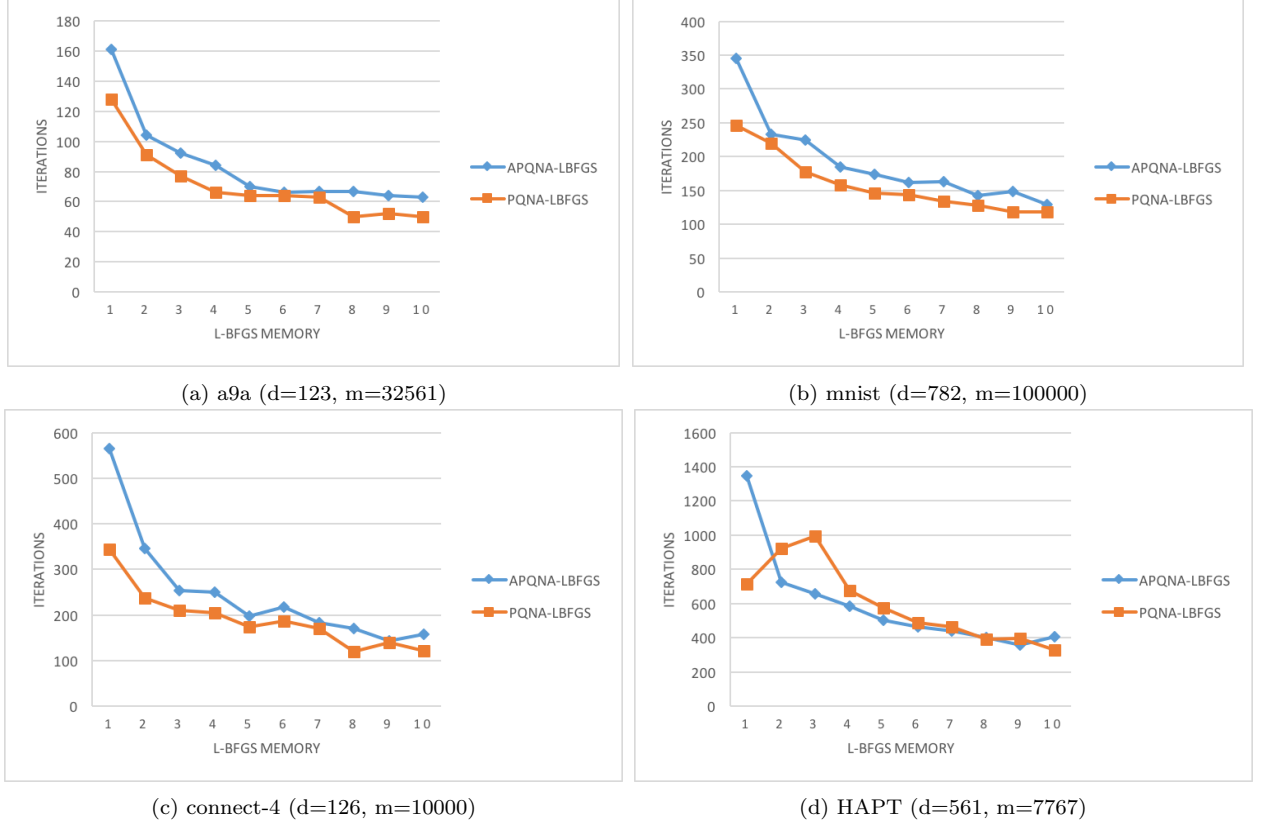 180
160
140
120
100
80
60
40
20
0
ITERATIONS
1 2 3 4 5 6 7 8 9 10
L-BFGS MEMORY
APQNA-LBFGS
PQNA-LBFGS
(a) a9a (d=123, m=32561)
400
350
300
250
200
150
100
50
0
ITERATIONS
1 2 3 4 5 6 7 8 9 10
L-BFGS MEMORY
APQNA-LBFGS
PQNA-LBFGS
(b) mnist (d=782, m=100000)
600
500
400
300
200
100
0
ITERATIONS
1 2 3 4 5 6 7 8 9 10
L-BFGS MEMORY
APQNA-LBFGS
PQNA-LBFGS
(c) connect-4 (d=126, m=10000)
1600
1400
1200
1000
800
600
400
200
0
ITERATIONS
1 2 3 4 5 6 7 8 9 10
L-BFGS MEMORY
APQNA-LBFGS
PQNA-LBFGS
(d) HAPT (d=561, m=7767)